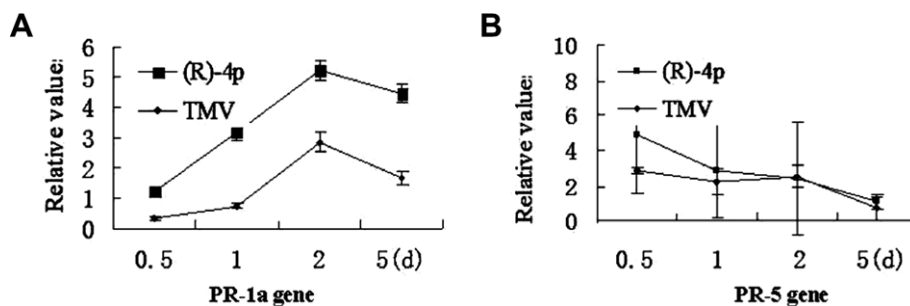 A
Relative value:
6
5
4
3
2
1
0
(R)-4p
TMV
0.5 1 2 5(d)
PR-1a gene
B
Relative value:
10
8
6
4
2
0
(R)-4p
TMV
0.5 1 2 5(d)
PR-5 gene